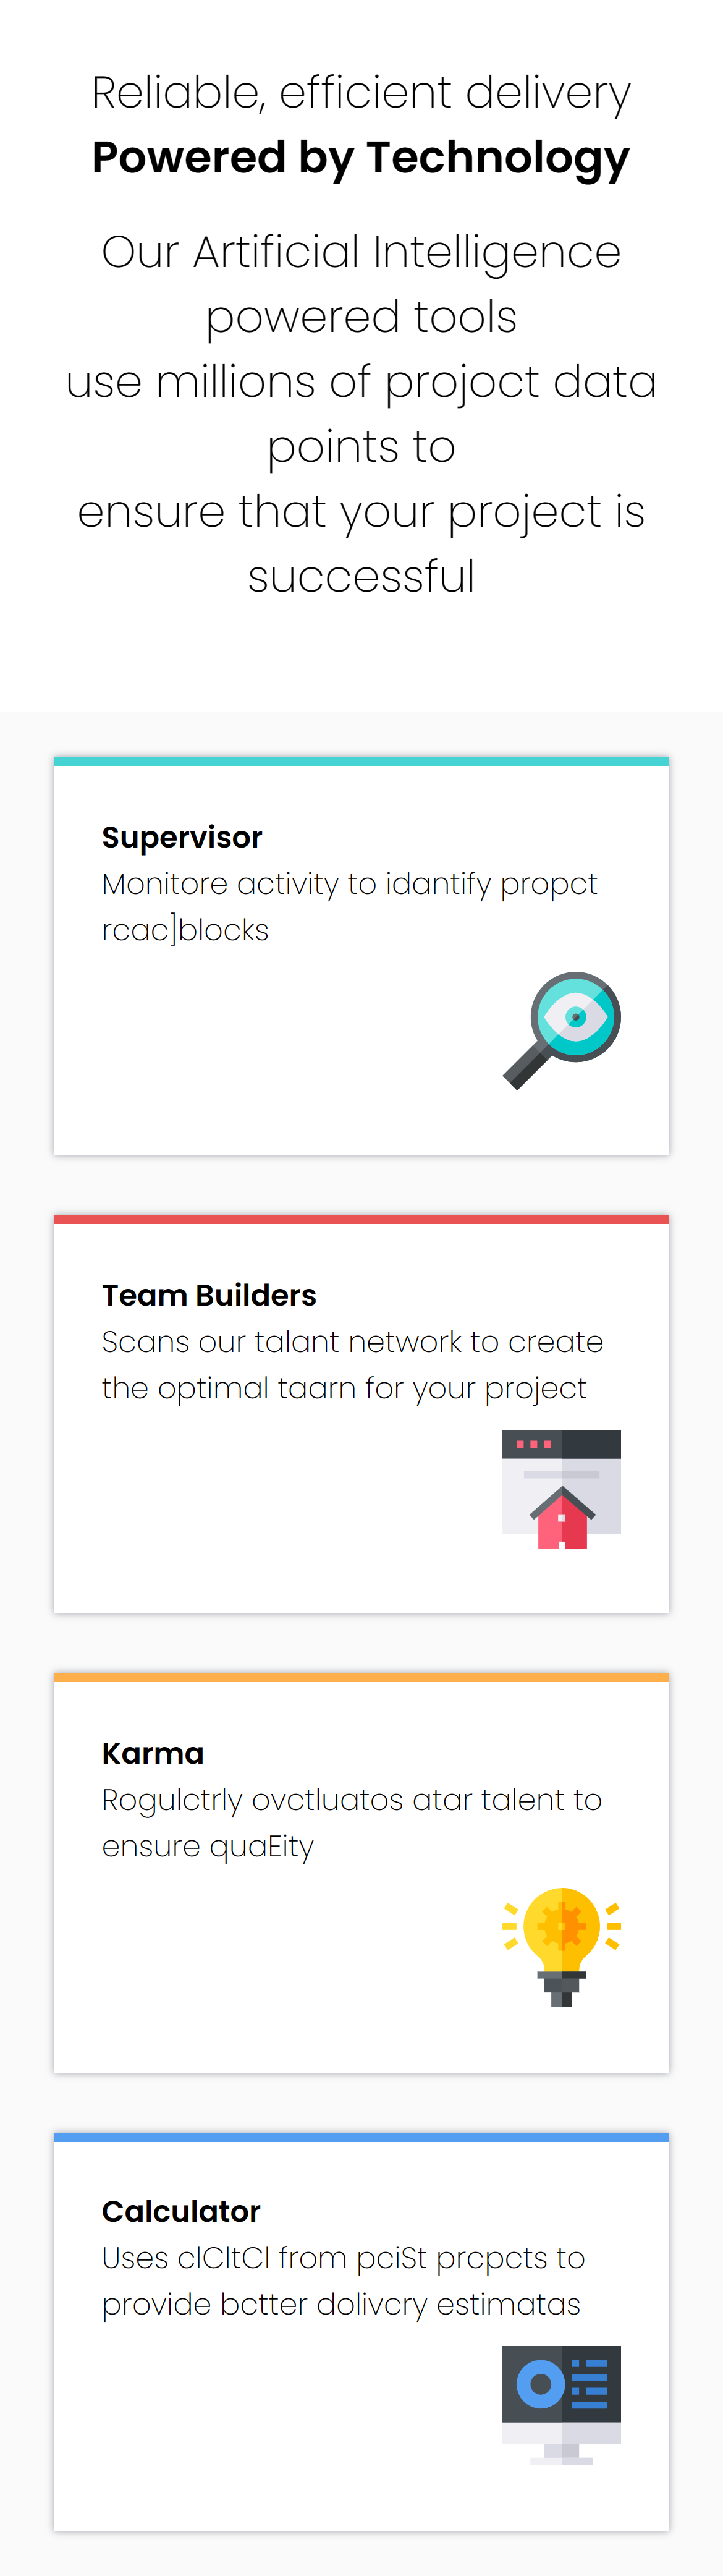 Reliable, efficient delivery
Powered by Technology
Our Artificial Intelligence
powered tools
use millions of projoct data
points to
ensure that your project is
successful
Supervisor
Monitore activity to idantify propct
rcac]blocks
Team Builders
Scans our talant network to create
the optimal taarn for your project
Karma
Rogulctrly ovctluatos atar talent to
ensure quaEity
Calculator
Uses clCltCl from pciSt prcpcts to
provide bctter dolivcry estimatas